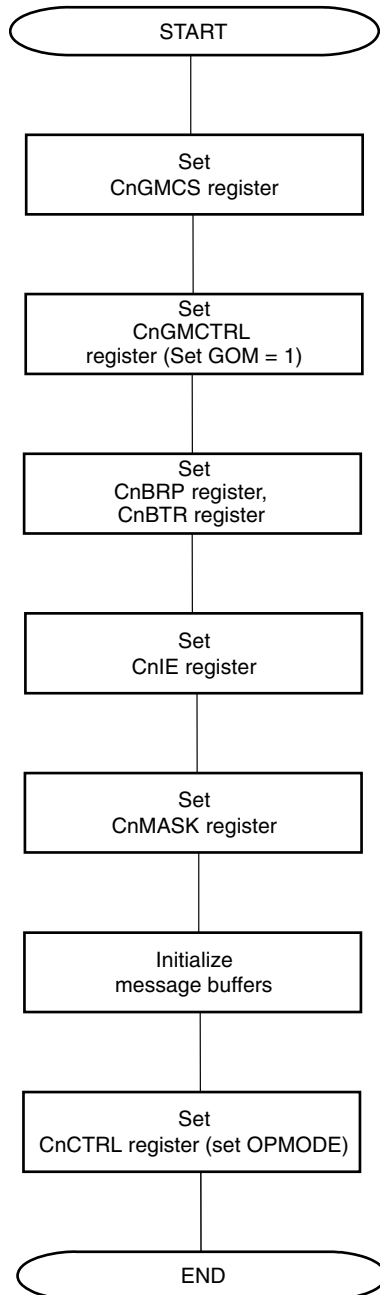 START
Set
CnGMCS register
Set
CnGMCTRL
register (Set GOM = 1)
Set
CnBRP register,
CnBTR register
Set
CnIE register
Set
CnMASK register
Initialize
message buffers
Set
CnCTRL register (set OPMODE)
END